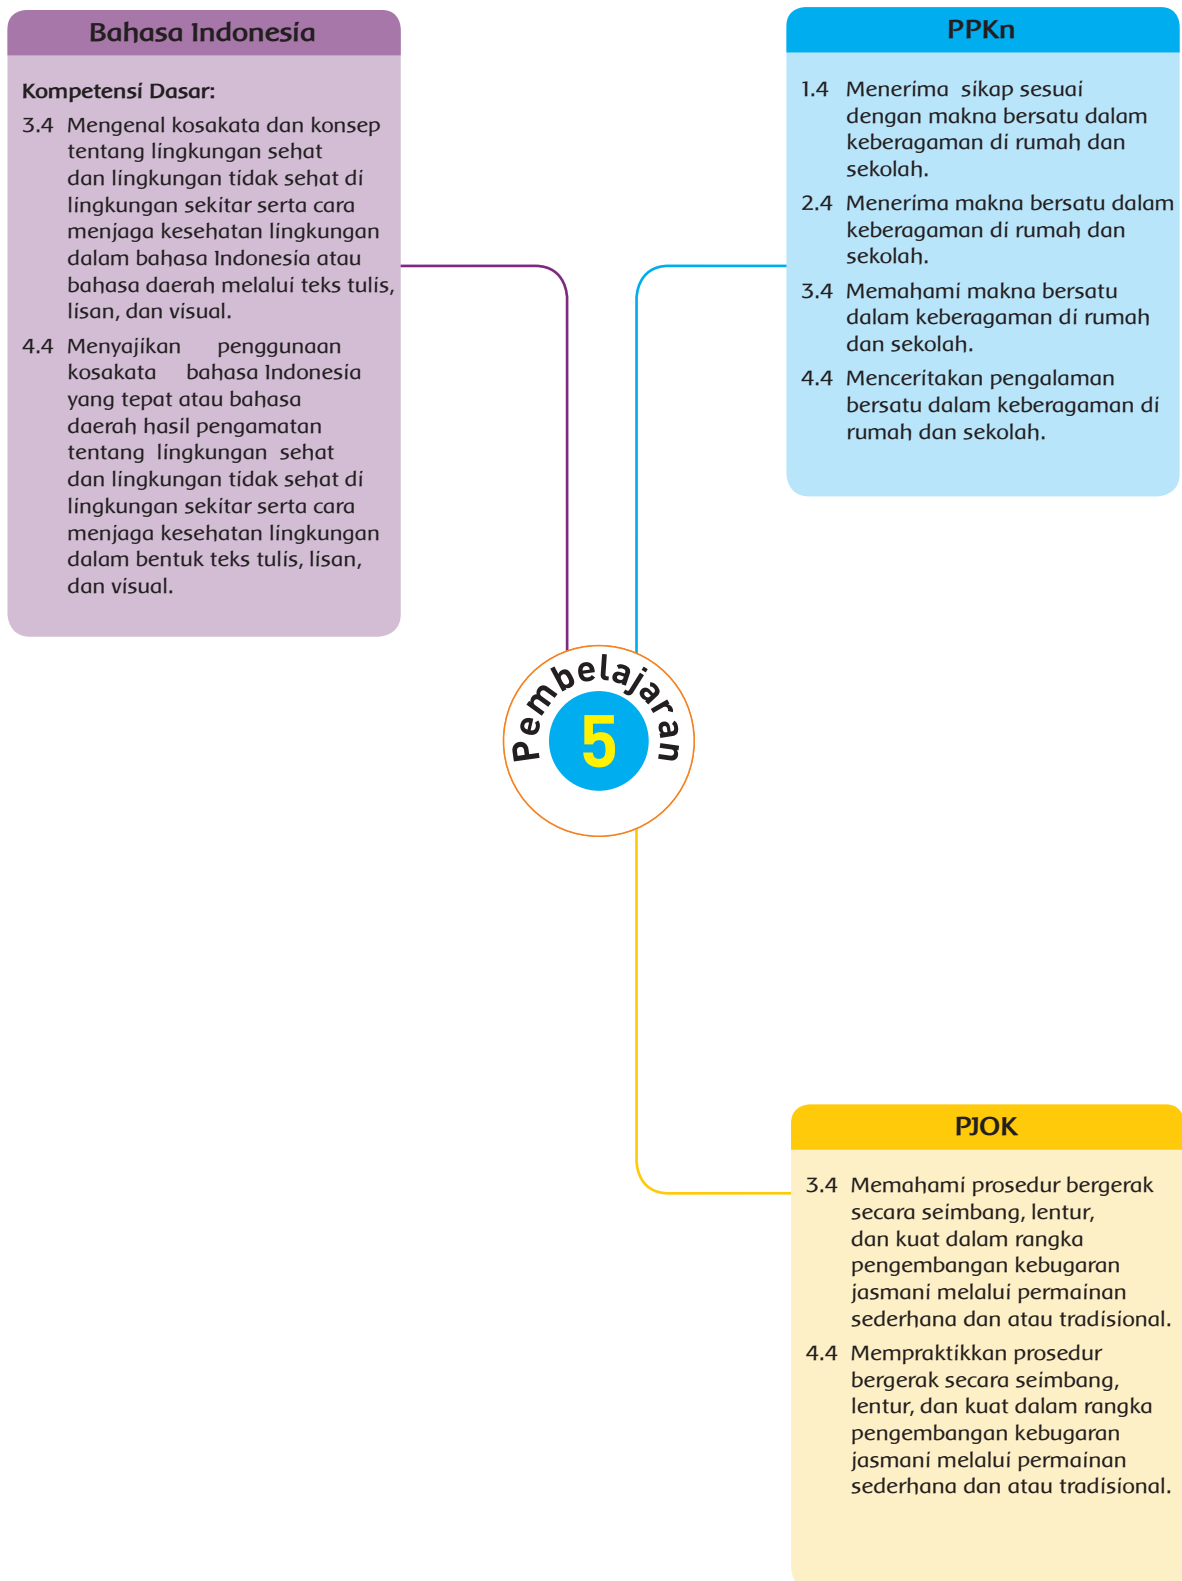 Bahasa Indonesia
Kompetensi Dasar:
3.4 Mengenal kosakata dan konsep
tentang lingkungan sehat
dan lingkungan tidak sehat di
lingkungan sekitar serta cara
menjaga kesehatan lingkungan
dalam bahasa Indonesia atau
bahasa daerah melalui teks tulis,
lisan, dan visual.
4.4 Menyajikan penggunaan
kosakata bahasa Indonesia
yang tepat atau bahasa
daerah hasil pengamatan
tentang lingkungan sehat
dan lingkungan tidak sehat di
lingkungan sekitar serta cara
menjaga kesehatan lingkungan
dalam bentuk teks tulis, lisan,
dan visual.
PPKn
1.4 Menerima sikap sesuai
dengan makna bersatu dalam
keberagaman di rumah dan
sekolah.
2.4 Menerima makna bersatu dalam
keberagaman di rumah dan
sekolah.
3.4 Memahami makna bersatu
dalam keberagaman di rumah
dan sekolah.
4.4 Menceritakan pengalaman
bersatu dalam keberagaman di
rumah dan sekolah.
Pembelajaran
5
PJOK
3.4 Memahami prosedur bergerak
secara seimbang, lentur,
dan kuat dalam rangka
pengembangan kebugaran
jasmani melalui permainan
sederhana dan atau tradisional.
4.4 Mempraktikkan prosedur
bergerak secara seimbang,
lentur, dan kuat dalam rangka
pengembangan kebugaran
jasmani melalui permainan
sederhana dan atau tradisional.